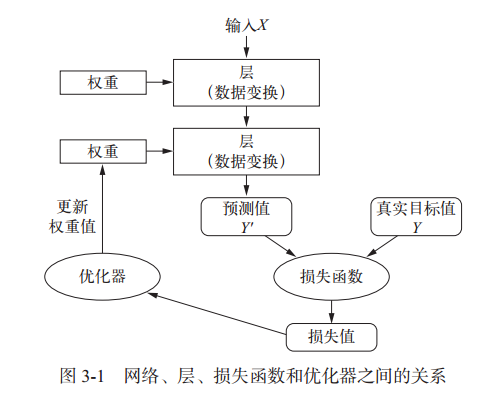 输入X
权重
层
（数据变换）
权重
层
（数据变换）
更新
权重值
预测值
Y'
真实目标值
Y
优化器
损失函数
损失值
图 3-1 网络、层、损失函数和优化器之间的关系